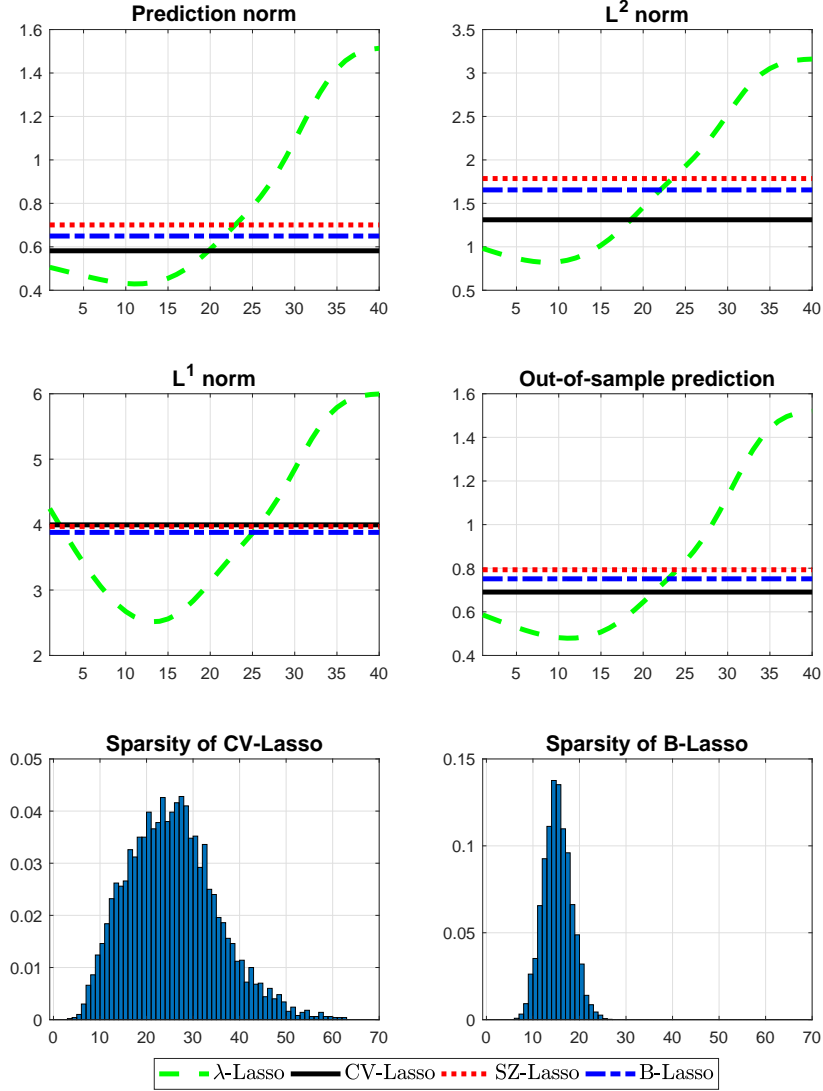 Prediction norm
1.6
1.4
1.2
1
0.8
0.6
0.4
5 10 15 20 25 30 35 40
L² norm
3.5
3
2.5
2
1.5
1
0.5
5 10 15 20 25 30 35 40
L¹ norm
6
5
4
3
2
5 10 15 20 25 30 35 40
Out-of-sample prediction
1.6
1.4
1.2
1
0.8
0.6
0.4
5 10 15 20 25 30 35 40
Sparsity of CV-Lasso
0.05
0.04
0.03
0.02
0.01
0
0 10 20 30 40 50 60 70
Sparsity of B-Lasso
0.15
0.1
0.05
0
0 10 20 30 40 50 60 70
λ-Lasso CV-Lasso SZ-Lasso B-Lasso